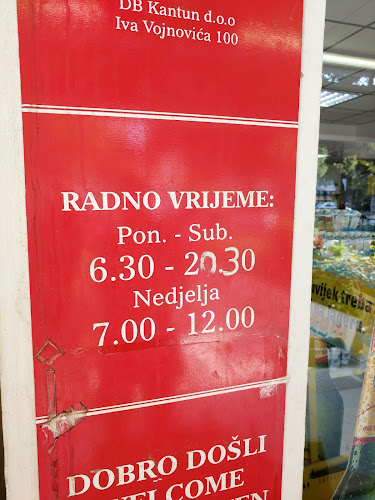 DB Kantun d.o.o
Iva Vojnovića 100
RADNO VRIJEME:
Pon. - Sub.
6.30 - 20.30
Nedjelja
7.00 - 12.00
DOBRO DOŠLI
WELCOME